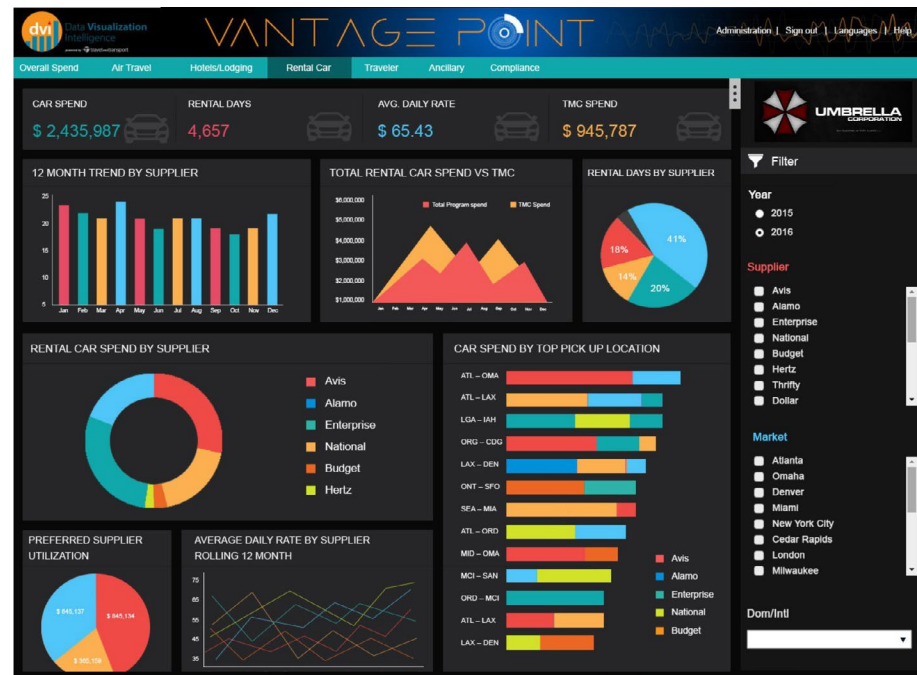 dvi Data Visualization
Intelligence
VANTAGE POINT
Administration | Sign out | Languages | Help
Overall Spend Air Travel Hotels/Lodging Rental Car Traveler Ancillary Compliance
CAR SPEND RENTAL DAYS AVG. DAILY RATE TMC SPEND
$ 2,435,987 4,657 $ 65.43 $ 945,787
UMBRELLA
CORPORATION
Filter
Year
2015
2016
Supplier
Avis
Alamo
Enterprise
National
Budget
Hertz
Thrifty
Dollar
Market
Atlanta
Omaha
Denver
Miami
New York City
Cedar Rapids
London
Milwaukee
Dom/Intl
12 MONTH TREND BY SUPPLIER
25
20
15
10
5
Jan Feb Mar Apr May Jun Jul Aug Sep Oct Nov Dec
TOTAL RENTAL CAR SPEND VS TMC
Total Program spend TMC Spend
$6,000,000
$5,000,000
$4,000,000
$3,000,000
$2,000,000
$1,000,000
RENTAL DAYS BY SUPPLIER
41%
18%
14%
20%
RENTAL CAR SPEND BY SUPPLIER
Avis
Alamo
Enterprise
National
Budget
Hertz
CAR SPEND BY TOP PICK UP LOCATION
ATL – OMA
ATL – LAX
LGA – IAH
ORG – CDG
LAX – DEN
ONT – SFO
SEA – MIA
ATL – ORD
MID – OMA
MCI – SAN
ORD – MCI
ATL – LAX
LAX – DEN
Avis
Alamo
Enterprise
National
Budget
PREFERRED SUPPLIER
UTILIZATION
$ 845,137
$ 845,134
AVERAGE DAILY RATE BY SUPPLIER
ROLLING 12 MONTH
75
65
55
45
35